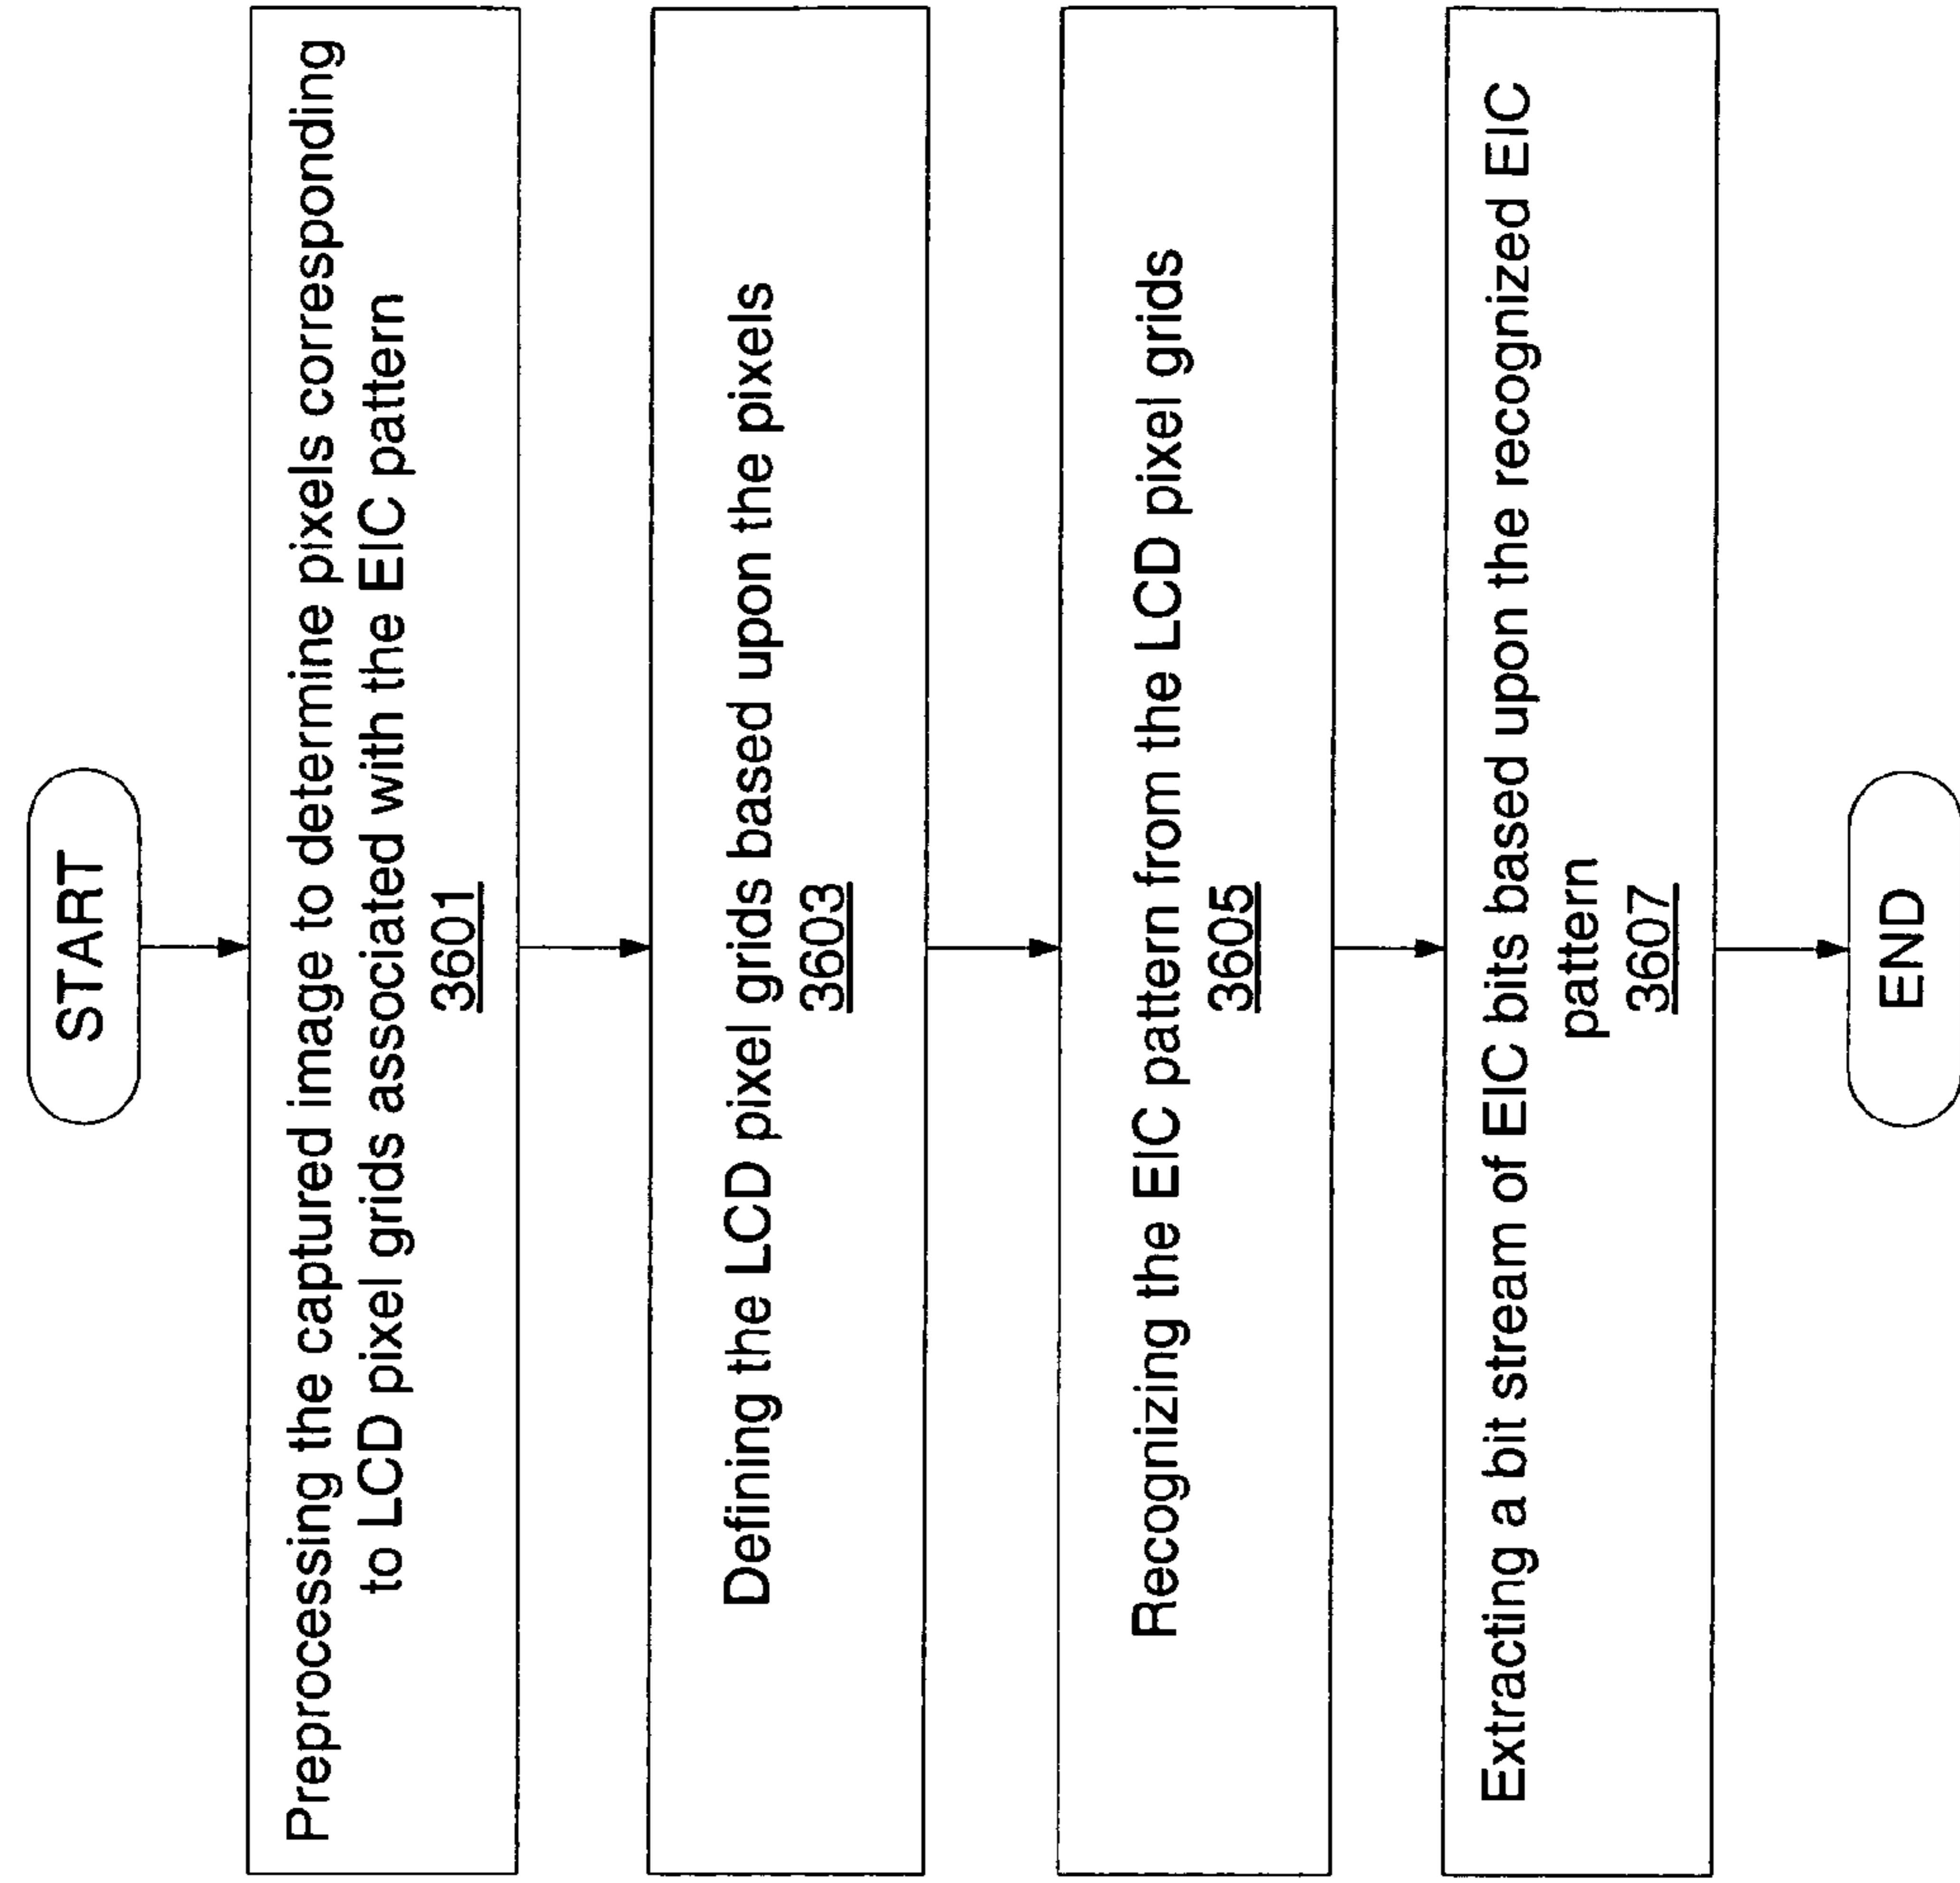 START
Preprocessing the captured image to determine pixels corresponding
to LCD pixel grids associated with the EIC pattern
3601
Defining the LCD pixel grids based upon the pixels
3603
Recognizing the EIC pattern from the LCD pixel grids
3605
Extracting a bit stream of EIC bits based upon the recognized EIC
pattern
3607
END